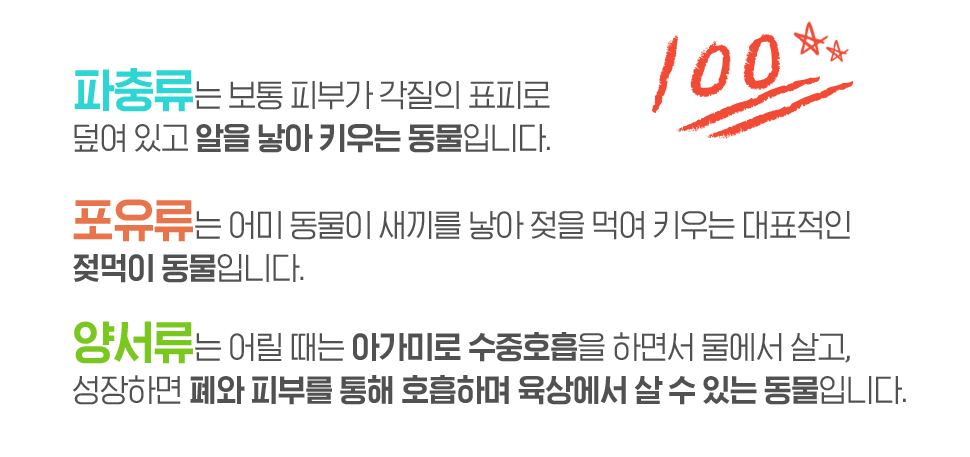 100
파충류는 보통 피부가 각질의 표피로
덮여 있고 알을 낳아 키우는 동물입니다.
포유류는 어미 동물이 새끼를 낳아 젖을 먹여 키우는 대표적인
젖먹이 동물입니다.
양서류는 어릴 때는 아가미로 수중호흡을 하면서 물에서 살고,
성장하면 폐와 피부를 통해 호흡하며 육상에서 살 수 있는 동물입니다.